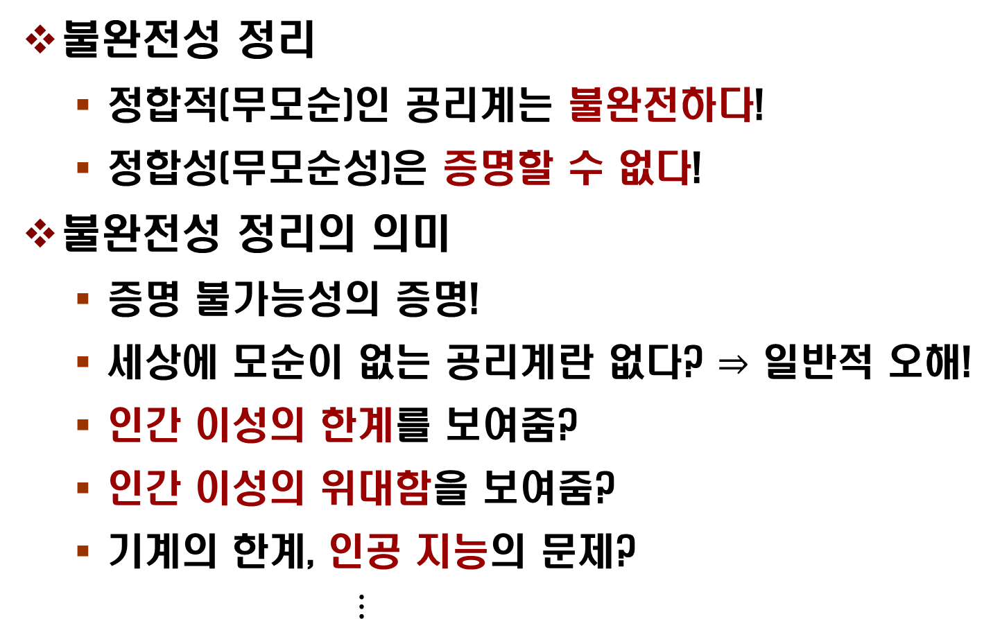 ❖불완전성 정리
▪ 정합적(무모순)인 공리계는 불완전하다!
▪ 정합성(무모순성)은 증명할 수 없다!
❖불완전성 정리의 의미
▪ 증명 불가능성의 증명!
▪ 세상에 모순이 없는 공리계란 없다? ⇒ 일반적 오해!
▪ 인간 이성의 한계를 보여줌?
▪ 인간 이성의 위대함을 보여줌?
▪ 기계의 한계, 인공 지능의 문제?
⋮